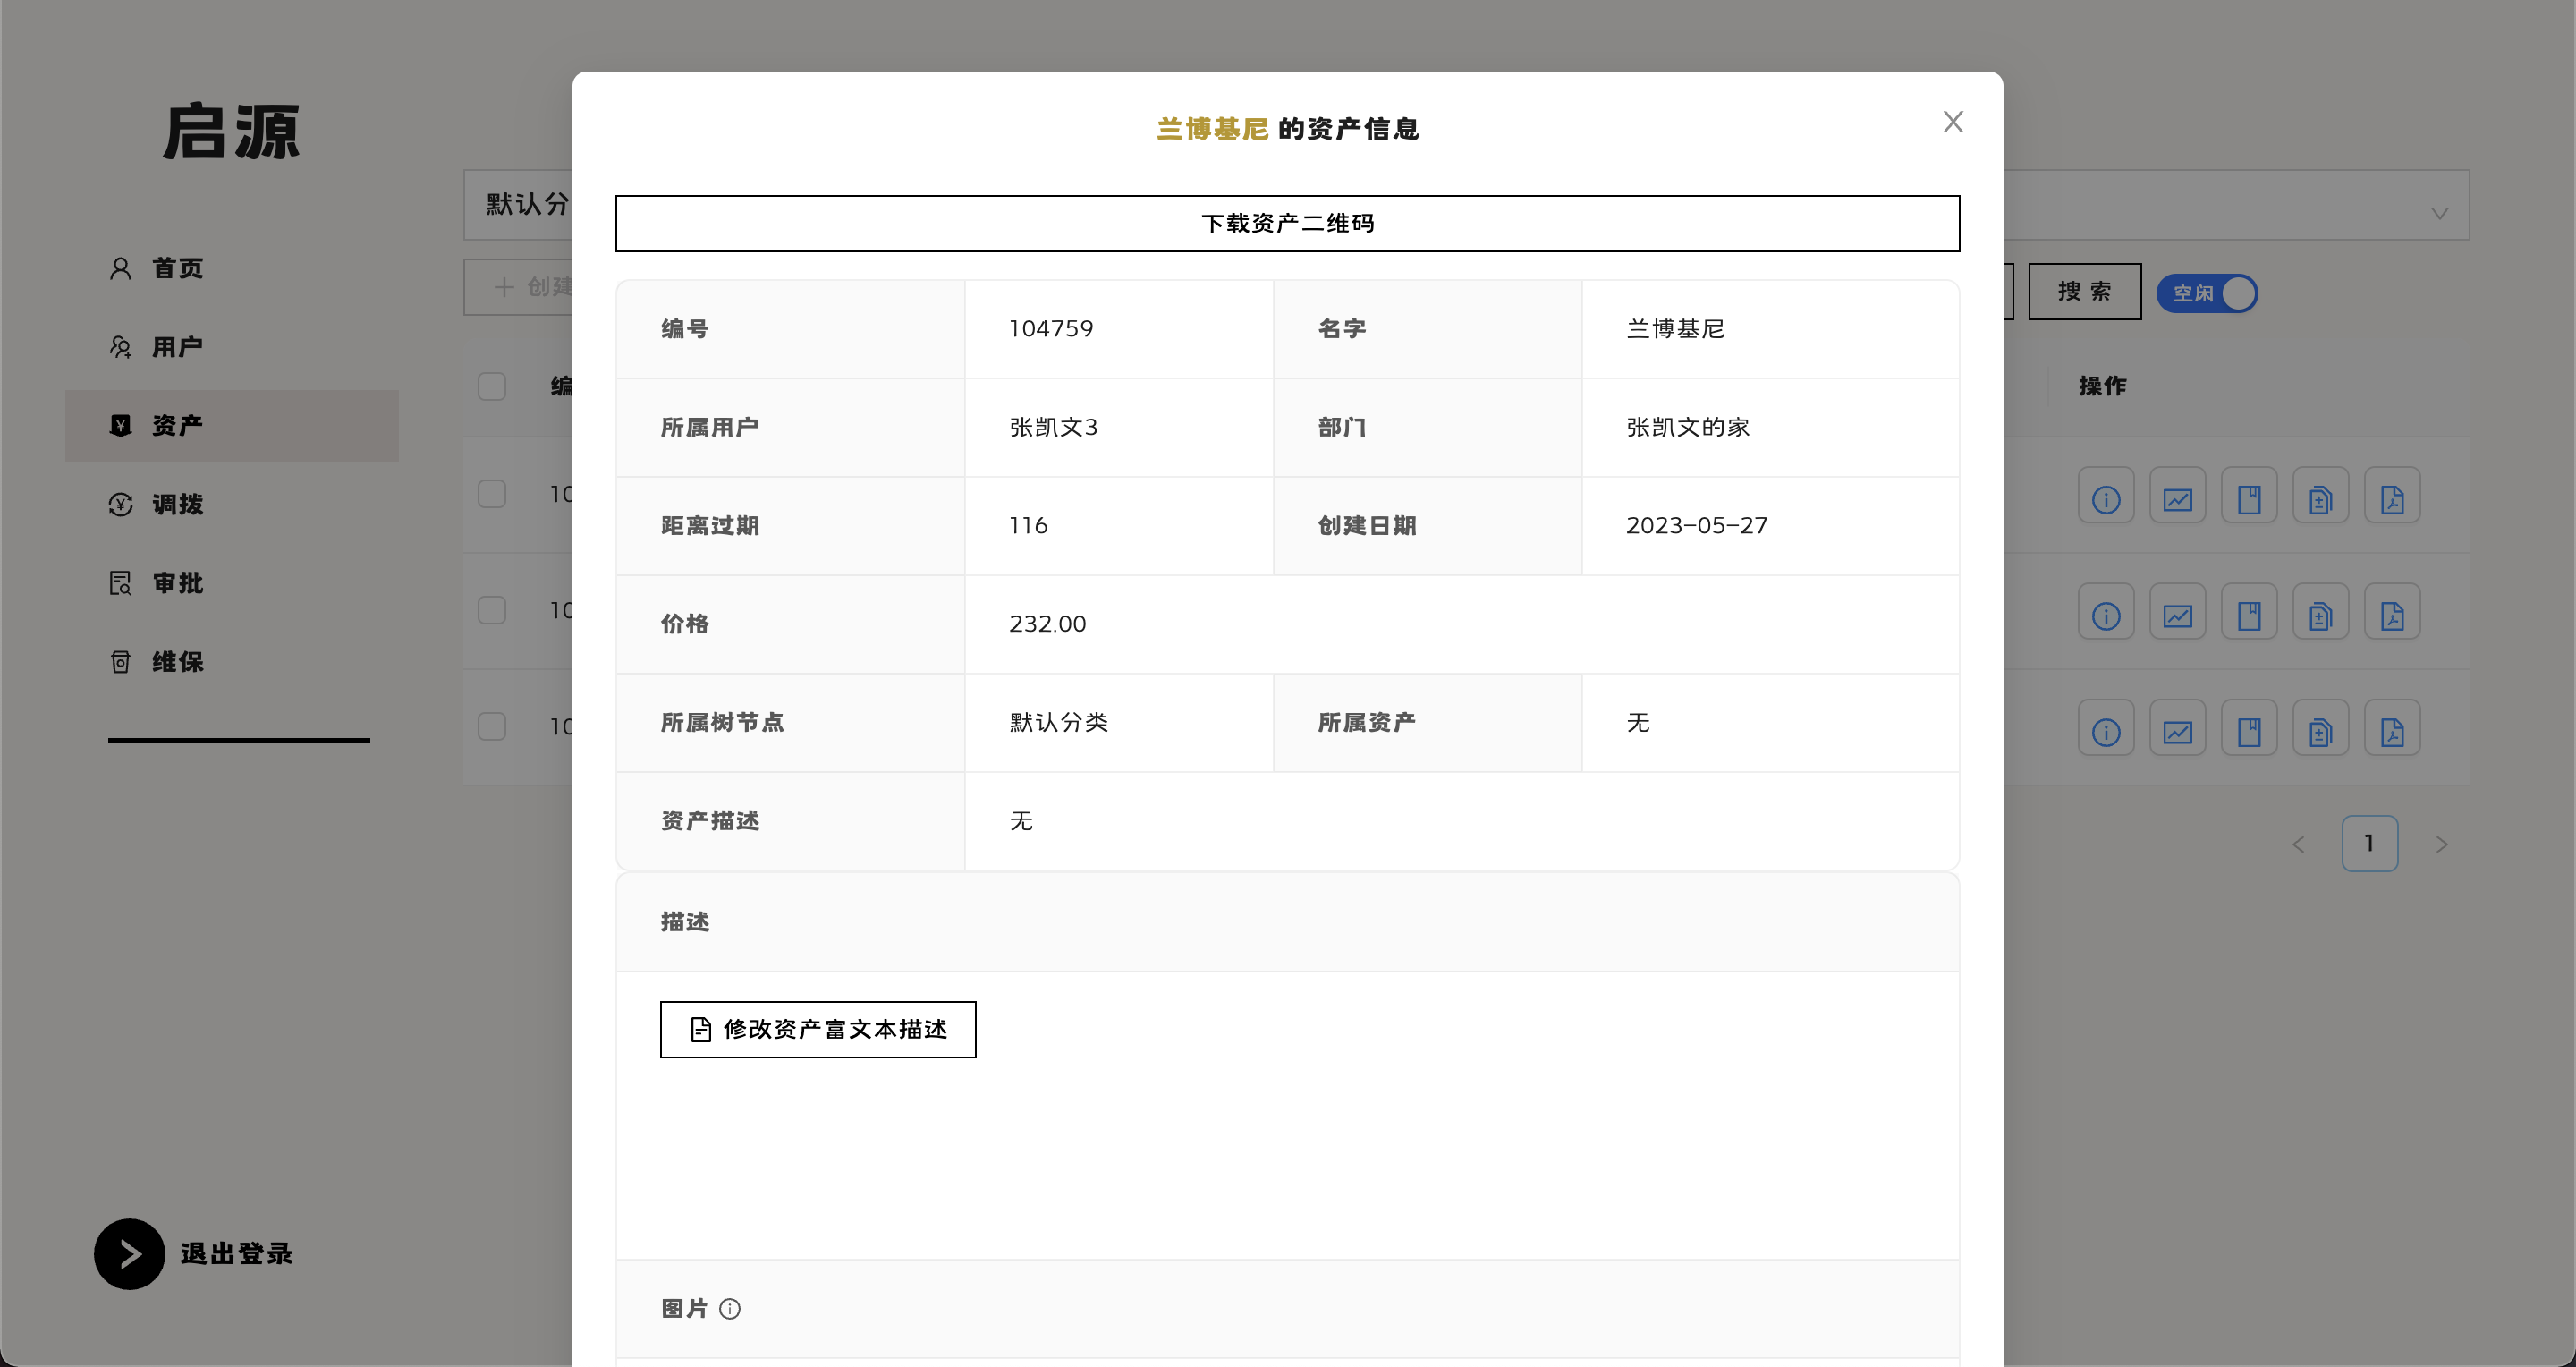 启源
首页
用户
资产
调拨
审批
维保
退出登录
默认分
创建
编
10
10
10
兰博基尼 的资产信息
下载资产二维码
编号 104759 名字 兰博基尼
所属用户 张凯文3 部门 张凯文的家
距离过期 116 创建日期 2023-05-27
价格 232.00
所属树节点 默认分类 所属资产 无
资产描述 无
描述
修改资产富文本描述
图片
搜索
空闲
操作
1